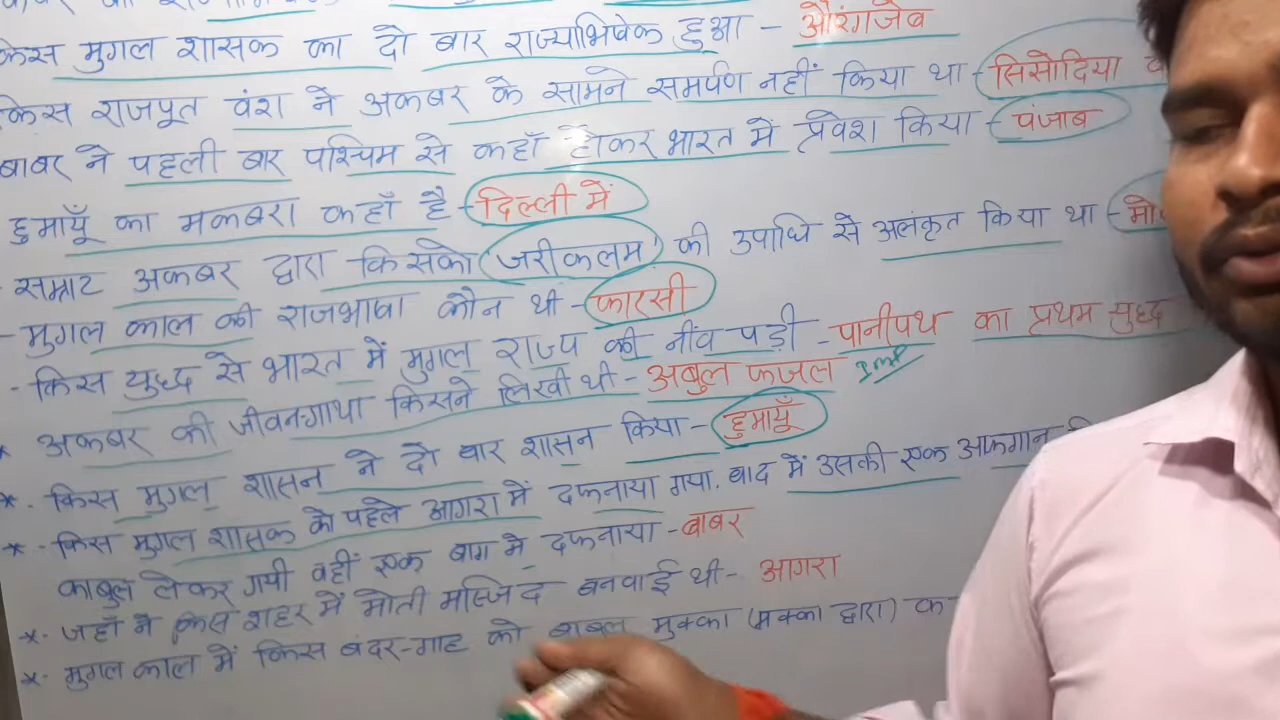 किस मुगल शासक का दो बार राज्याभिषेक हुआ - औरंगजेब
किस राजपूत वंश ने अकबर के सामने समर्पण नहीं किया था - सिसोदिया
बाबर ने पहली बार पश्चिम से कहाँ होकर भारत में प्रवेश किया - पंजाब
हुमायूँ का मकबरा कहाँ है - दिल्ली में
- सम्राट अकबर द्वारा किसको 'जरीकलम' की उपाधि से अलंकृत किया था -
- मुगल काल की राजभाषा कौन थी - फारसी
- किस युद्ध से भारत में मुगल राज्य की नींव पड़ी - पानीपथ का प्रथम युद्ध
* अकबर की जीवन-गाथा किसने लिखी थी - अबुल फजल Imp
* - किस मुगल शासन ने दो बार शासन किया - हुमायूँ
* - किस मुगल शासक को पहले आगरा में दफनाया गया. बाद में उसकी एक अफगान
काबुल लेकर गयी वहीं एक बाग में दफनाया - बाबर
* - जहाँ ने किस शहर में मोती मस्जिद बनवाई थी - आगरा
* - मुगल काल में किस बंदर-गाह को बाबुल मुक्का (मक्का द्वारा)